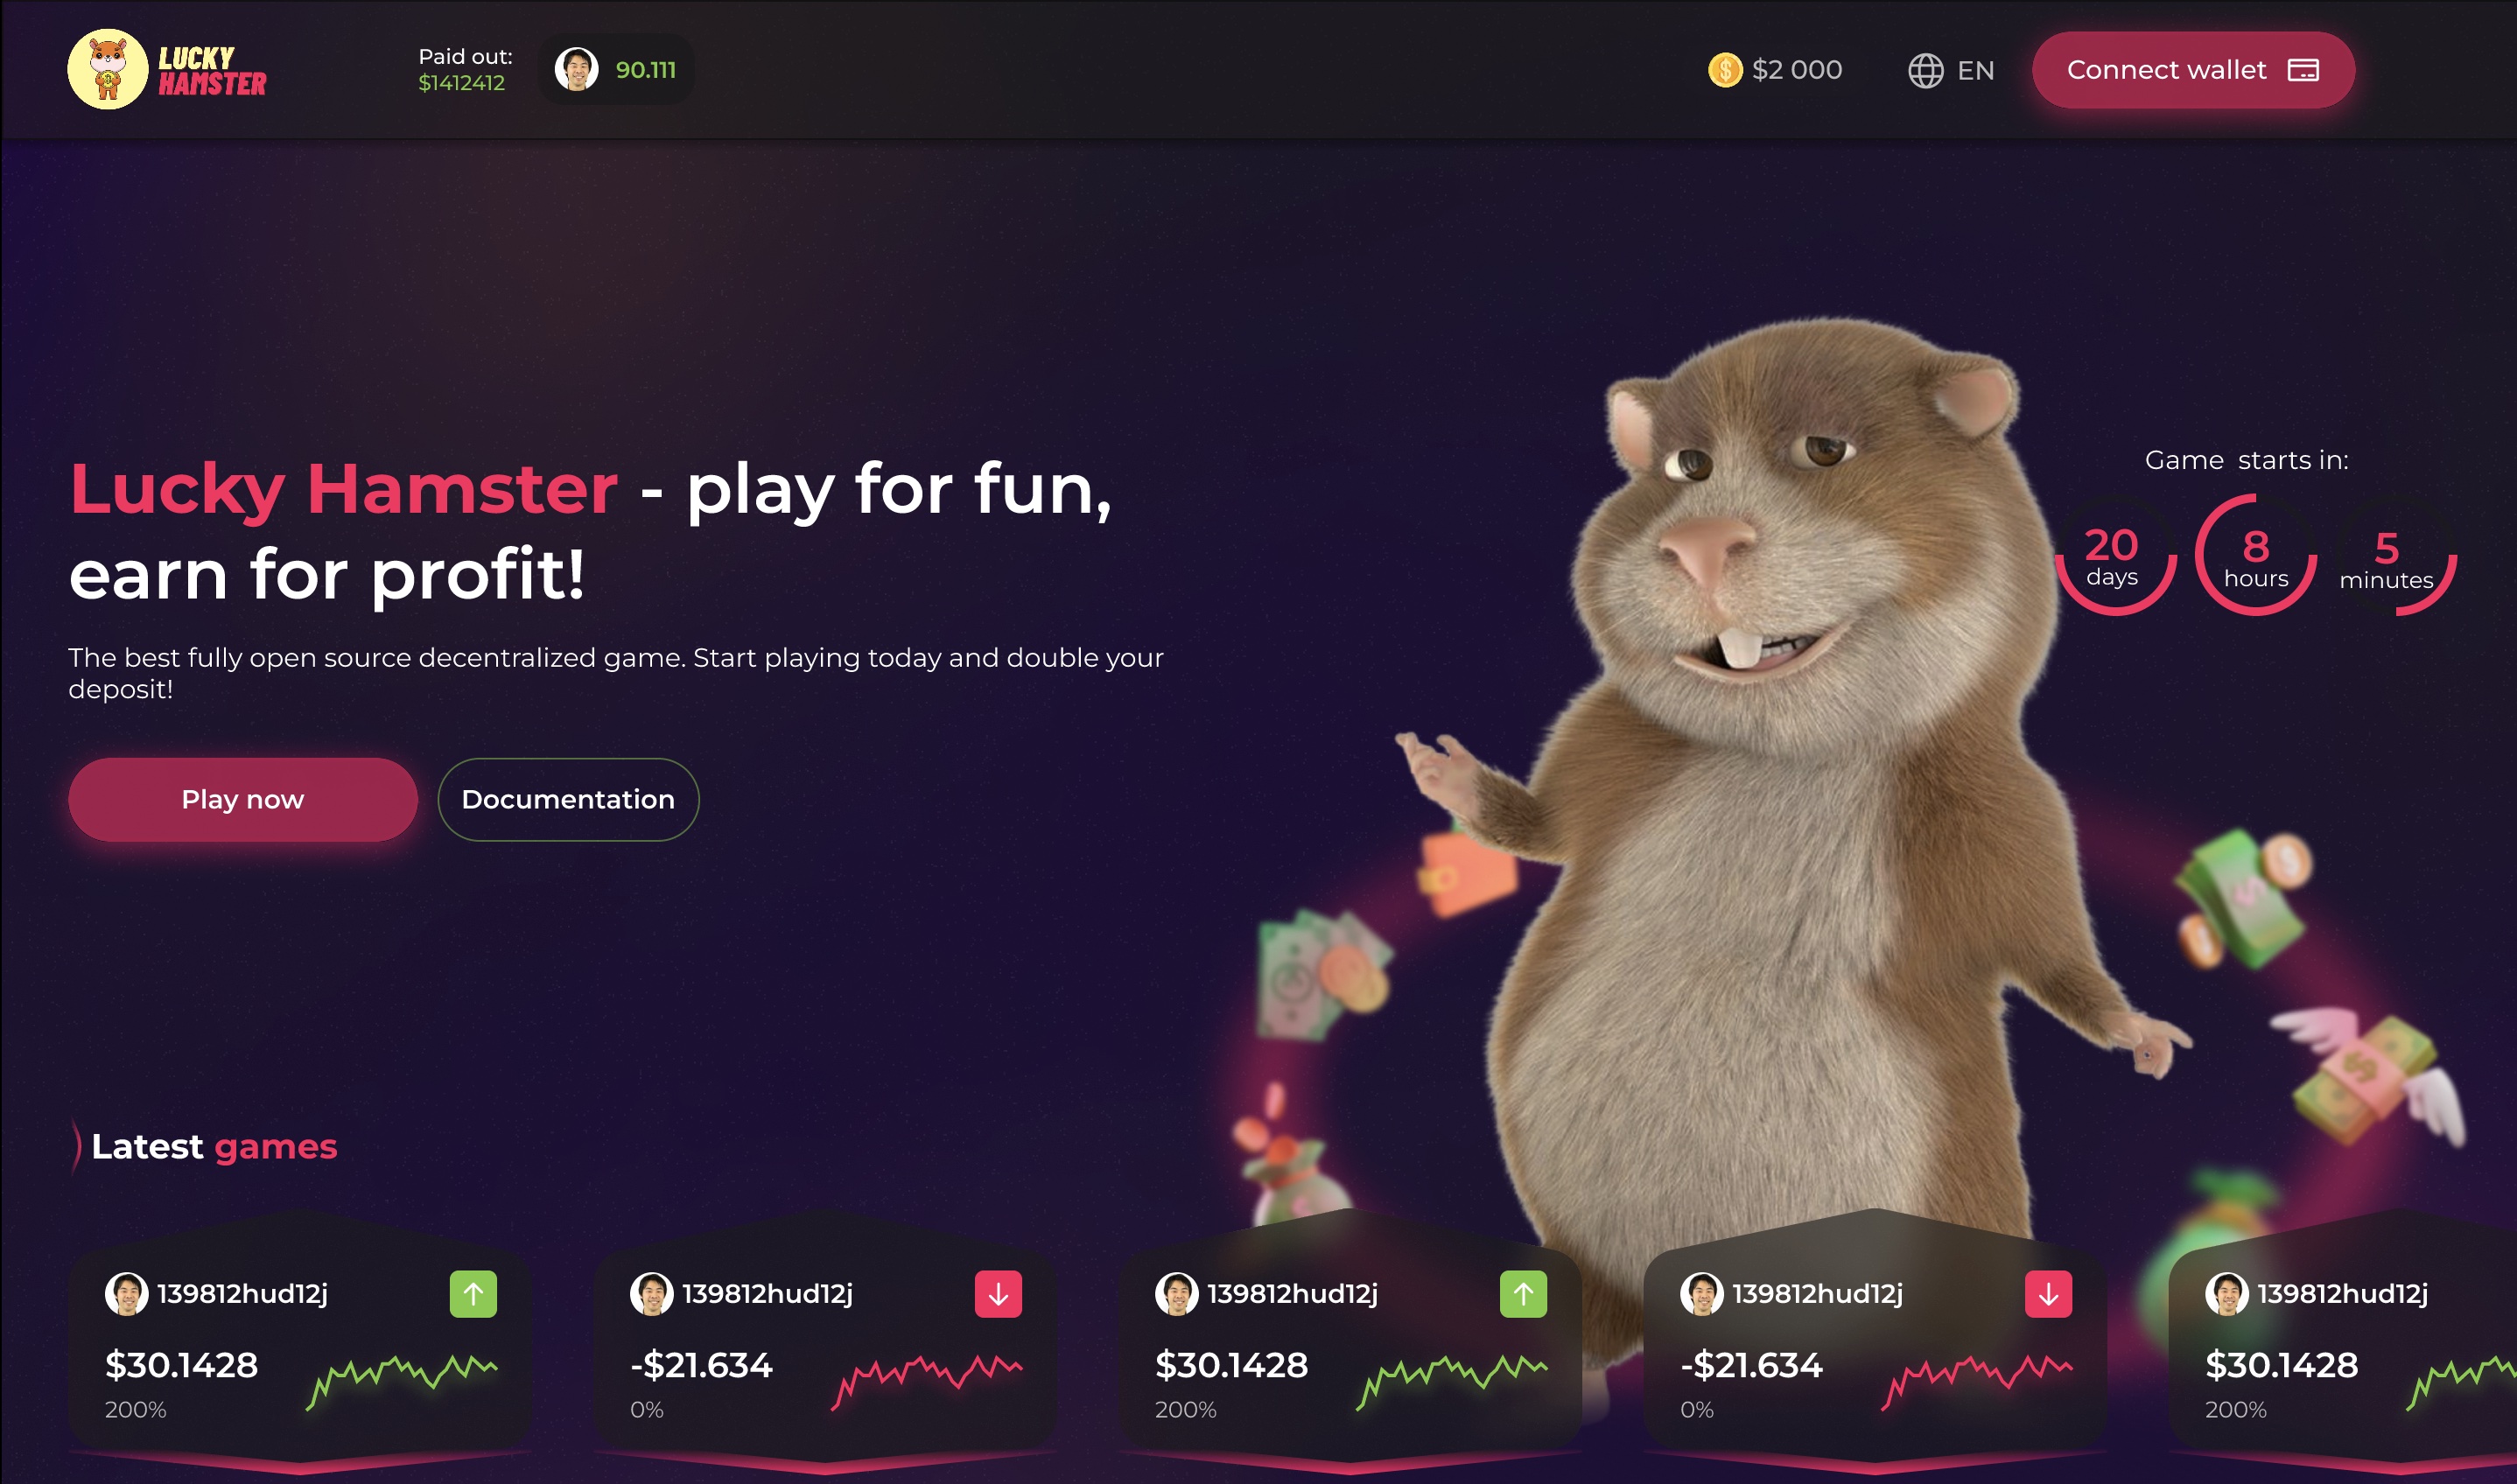 LUCKY
HAMSTER
Paid out:
$1412412
90.111
$2 000
EN
Connect wallet
Lucky Hamster - play for fun,
earn for profit!
The best fully open source decentralized game. Start playing today and double your
deposit!
Play now
Documentation
Game starts in:
20
days
8
hours
5
minutes
Latest games
139812hud12j
$30.1428
200%
139812hud12j
-$21.634
0%
139812hud12j
$30.1428
200%
139812hud12j
-$21.634
0%
139812hud12j
$30.1428
200%